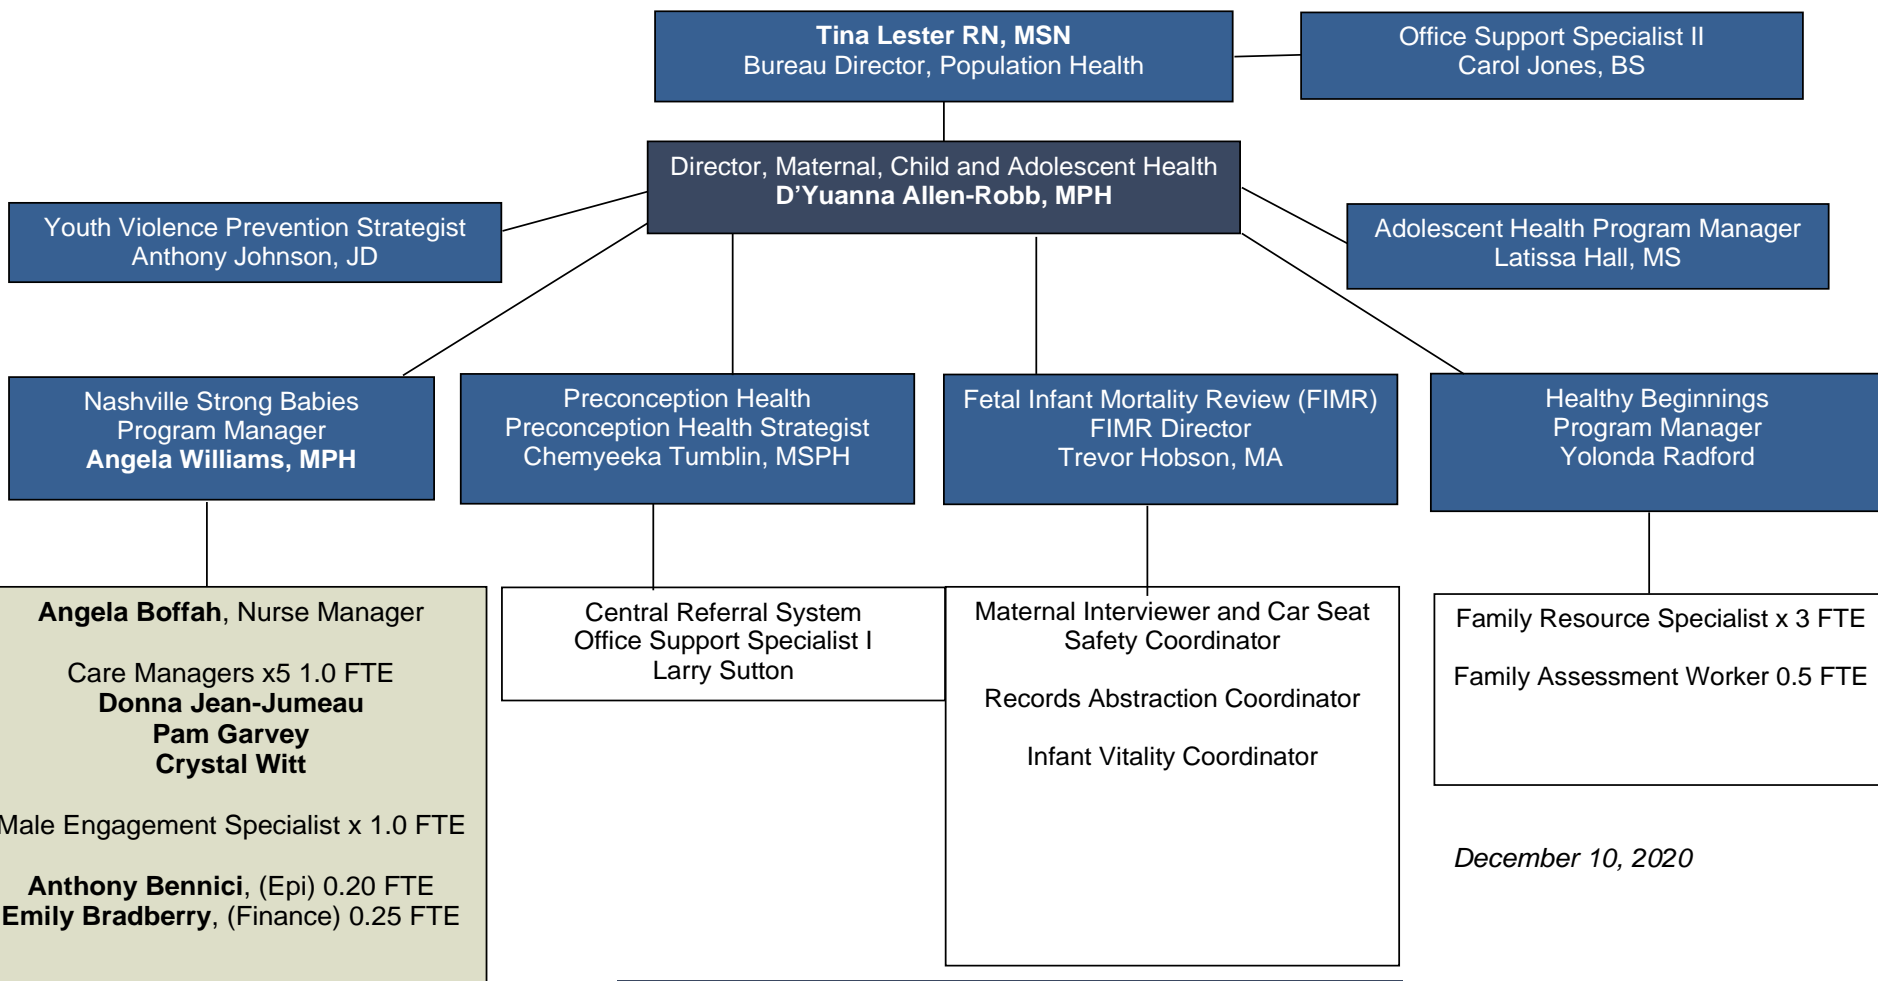 Tina Lester RN, MSN
Bureau Director, Population Health
Office Support Specialist II
Carol Jones, BS
Director, Maternal, Child and Adolescent Health
D’Yuanna Allen-Robb, MPH
Youth Violence Prevention Strategist
Anthony Johnson, JD
Adolescent Health Program Manager
Latissa Hall, MS
Nashville Strong Babies
Program Manager
Angela Williams, MPH
Preconception Health
Preconception Health Strategist
Chemyeeka Tumblin, MSPH
Fetal Infant Mortality Review (FIMR)
FIMR Director
Trevor Hobson, MA
Healthy Beginnings
Program Manager
Yolonda Radford
Angela Boffah, Nurse Manager
Care Managers x5 1.0 FTE
Donna Jean-Jumeau
Pam Garvey
Crystal Witt
Male Engagement Specialist x 1.0 FTE
Anthony Bennici, (Epi) 0.20 FTE
Emily Bradberry, (Finance) 0.25 FTE
Central Referral System
Office Support Specialist I
Larry Sutton
Maternal Interviewer and Car Seat
Safety Coordinator
Records Abstraction Coordinator
Infant Vitality Coordinator
Family Resource Specialist x 3 FTE
Family Assessment Worker 0.5 FTE
December 10, 2020